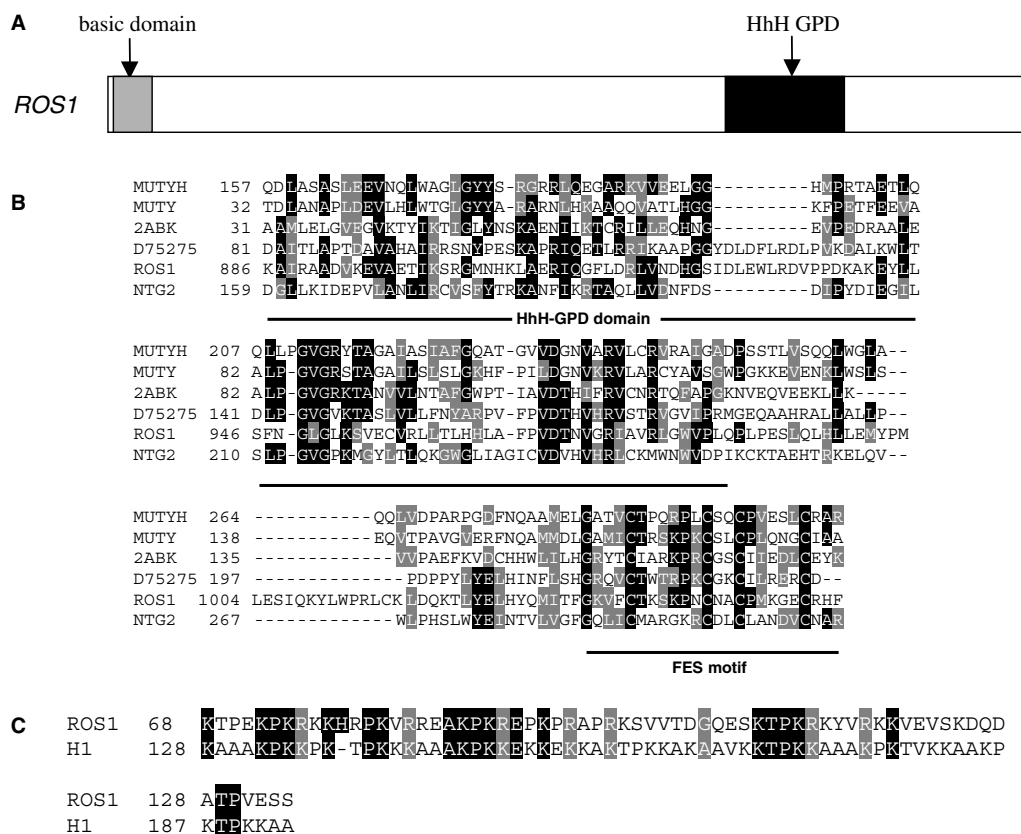 A
basic domain
HhH GPD
ROS1
B
MUTYH 157 QDLASASLEEVNQLWAGLGYYS-RGRRLQEGARKVVEELGG---------HMPRTAETLQ
MUTY 32 TDLANAPLDEVLHLWTGLGYYA-RARNLHKAAQQVATLHGG---------KFPETFEEVA
2ABK 31 AAMLELGVEGVKTYIKTIGLYNSKAENIIKTCRILLEQHNG---------EVPEDRAALE
D75275 81 DAITLAPTDAVAHAIRRSNYPESKAPRIQETLRRIKAAPGGYDLDFLRDLPVKDALKWLT
ROS1 886 KAIRAADVKEVAETIKSRGMNHKLAERIQGFLDRLVNDHGSIDLEWLRDVPPDKAKEYLL
NTG2 159 DGLLKIDEPVLANLIRCVSFYTRKANFIKRTAQLLVDNFDS---------DIPYDIEGIL
HhH-GPD domain
MUTYH 207 QLLPGVGRYTAGAIASIAFGQAT-GVVDGNVARVLCRVRAIGADPSSTLVSQQLWGLA--
MUTY 82 ALP-GVGRSTAGAILSLSLGKHF-PILDGNVKRVLARCYAVSGWPGKKEVENKLWSLS--
2ABK 82 ALP-GVGRKTANVVLNTAFGWPT-IAVDTHIFRVCNRTQFAPGKNVEQVEEKLLK-----
D75275 141 DLP-GVGVKTASLVLLFNYARPV-FPVDTHVHRVSTRVGVIPRMGEQAAHRALLALLP--
ROS1 946 SFN-GLGLKSVECVRLLTLHHLA-FPVDTNVGRIAVRLGWVPLQPLPESLQLHLLEMYPM
NTG2 210 SLP-GVGPKMGYLTLQKGWGLIAGICVDVHVHRLCKMWNWVDPIKCKTAEHTRKELQV--
MUTYH 264 -----------QQLVDPARPGDFNQAAMELGATVCTPQRPLCSQCPVESLCRAR
MUTY 138 -----------EQVTPAVGVERFNQAMMDLGAMICTRSKPKCSLCPLQNGCIAA
2ABK 135 -------------VVPAEFKVDCHHWLILHGRYTCIARKPRCGSCIIEDLCEYK
D75275 197 --------------PDPPYLYELHINFLSHGRQVCTWTRPKCGKCILRERCD--
ROS1 1004 LESIQKYLWPRLCKLDQKTLYELHYQMITFGKVFCTKSKPNCNACPMKGECRHF
NTG2 267 -------------WLPHSLWYEINTVLVGFGQLICMARGKRCDLCLANDVCNAR
FES motif
C
ROS1 68 KTPEKPKRKKHRPKVRREAKPKREPKPRAPRKSVVTDGQESKTPKRKYVRKKVEVSKDQD
H1 128 KAAAKPKKPK-TPKKKAAAKPKKEKKEKKAKTPKKAKAAVKKTPKKAAAKPKTVKKAAKP
ROS1 128 ATPVESS
H1 187 KTPKKAA